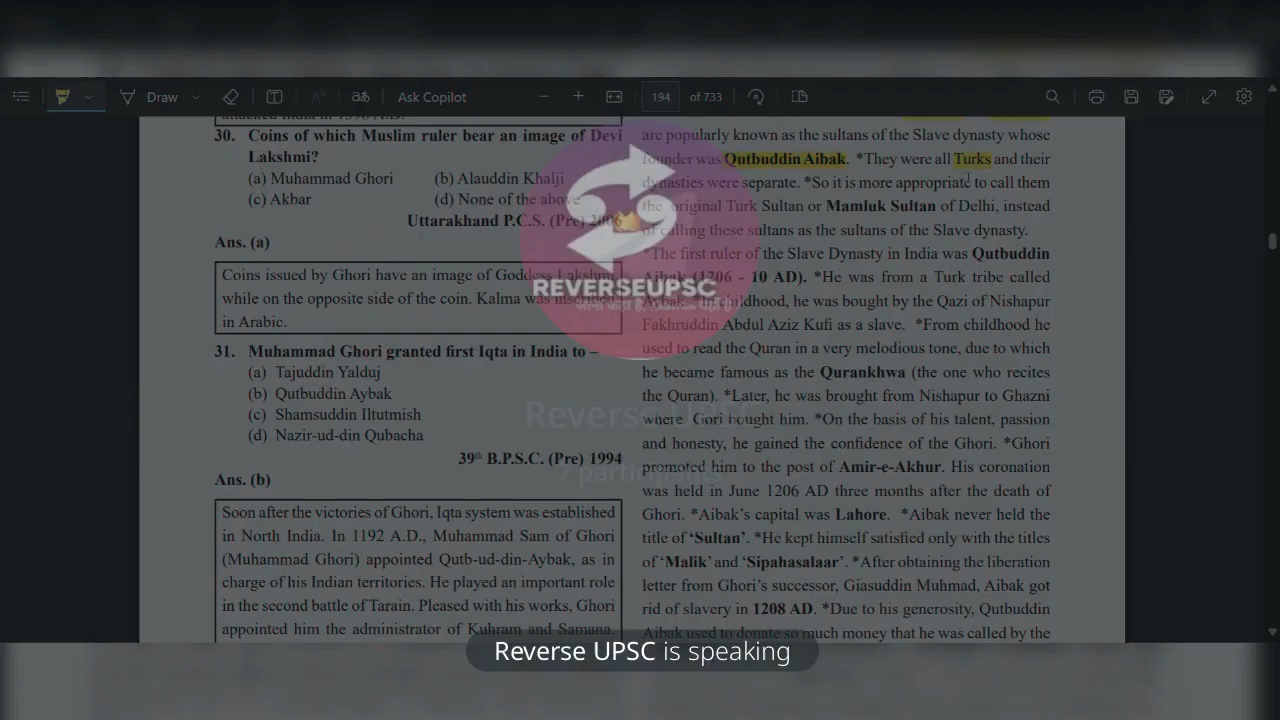 Draw
Ask Copilot
194 of 733
attacked India in 1398 A.D.
30. Coins of which Muslim ruler bear an image of Devi
Lakshmi?
(a) Muhammad Ghori (b) Alauddin Khalji
(c) Akbar (d) None of the above
Uttarakhand P.C.S. (Pre) 2006
Ans. (a)
Coins issued by Ghori have an image of Goddess Lakshmi
while on the opposite side of the coin. Kalma was inscribed
in Arabic.
31. Muhammad Ghori granted first Iqta in India to –
(a) Tajuddin Yalduj
(b) Qutbuddin Aybak
(c) Shamsuddin Iltutmish
(d) Nazir-ud-din Qubacha
39th B.P.S.C. (Pre) 1994
Ans. (b)
Soon after the victories of Ghori, Iqta system was established
in North India. In 1192 A.D., Muhammad Sam of Ghori
(Muhammad Ghori) appointed Qutb-ud-din-Aybak, as in
charge of his Indian territories. He played an important role
in the second battle of Tarain. Pleased with his works, Ghori
appointed him the administrator of Kuhram and Samana.
are popularly known as the sultans of the Slave dynasty whose
founder was Qutbuddin Aibak. *They were all Turks and their
dynasties were separate. *So it is more appropriate to call them
the original Turk Sultan or Mamluk Sultan of Delhi, instead
of calling these sultans as the sultans of the Slave dynasty.
*The first ruler of the Slave Dynasty in India was Qutbuddin
Aibak (1206 - 10 AD). *He was from a Turk tribe called
Aybak. *In childhood, he was bought by the Qazi of Nishapur
Fakhruddin Abdul Aziz Kufi as a slave. *From childhood he
used to read the Quran in a very melodious tone, due to which
he became famous as the Qurankhwa (the one who recites
the Quran). *Later, he was brought from Nishapur to Ghazni
where Gori bought him. *On the basis of his talent, passion
and honesty, he gained the confidence of the Ghori. *Ghori
promoted him to the post of Amir-e-Akhur. His coronation
was held in June 1206 AD three months after the death of
Ghori. *Aibak's capital was Lahore. *Aibak never held the
title of 'Sultan'. *He kept himself satisfied only with the titles
of 'Malik' and 'Sipahasalaar'. *After obtaining the liberation
letter from Ghori's successor, Giasuddin Muhmad, Aibak got
rid of slavery in 1208 AD. *Due to his generosity, Qutbuddin
Aibak used to donate so much money that he was called by the
REVERSEUPSC
Reverse UPSC
7 participants
Reverse UPSC is speaking